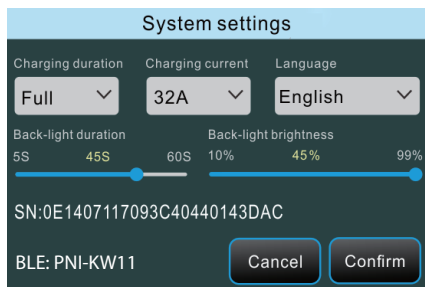 System settings
Charging duration Charging current Language
Full 32A English
Back-light duration Back-light brightness
5S 45S 60S 10% 45% 99%
SN:0E1407117093C40440143DAC
BLE: PNI-KW11 Cancel Confirm